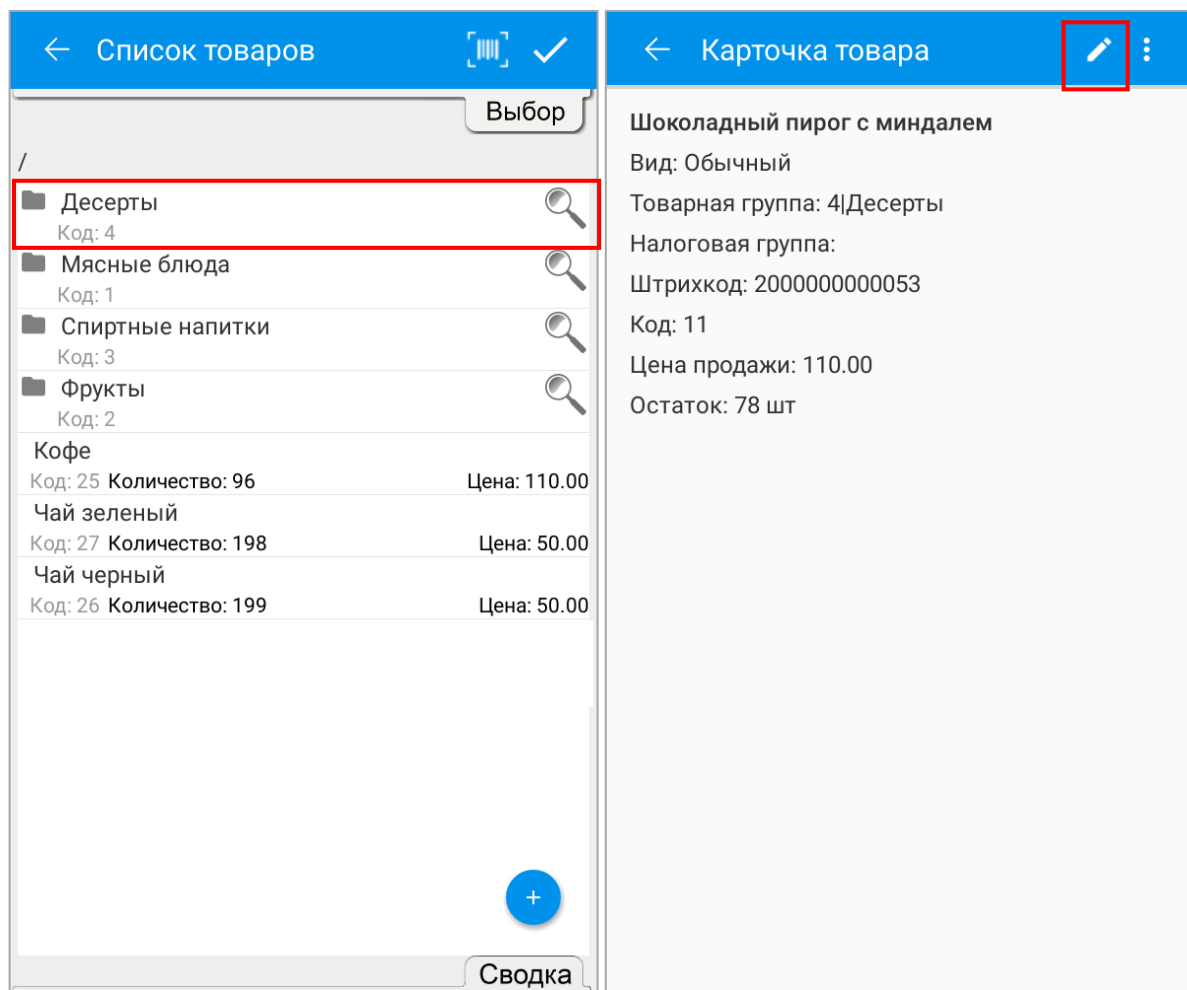 Список товаров
Выбор
/
Десерты
Код: 4
Мясные блюда
Код: 1
Спиртные напитки
Код: 3
Фрукты
Код: 2
Кофе
Код: 25 Количество: 96 Цена: 110.00
Чай зеленый
Код: 27 Количество: 198 Цена: 50.00
Чай черный
Код: 26 Количество: 199 Цена: 50.00
+
Сводка
Карточка товара
Шоколадный пирог с миндалем
Вид: Обычный
Товарная группа: 4|Десерты
Налоговая группа:
Штрихкод: 2000000000053
Код: 11
Цена продажи: 110.00
Остаток: 78 шт